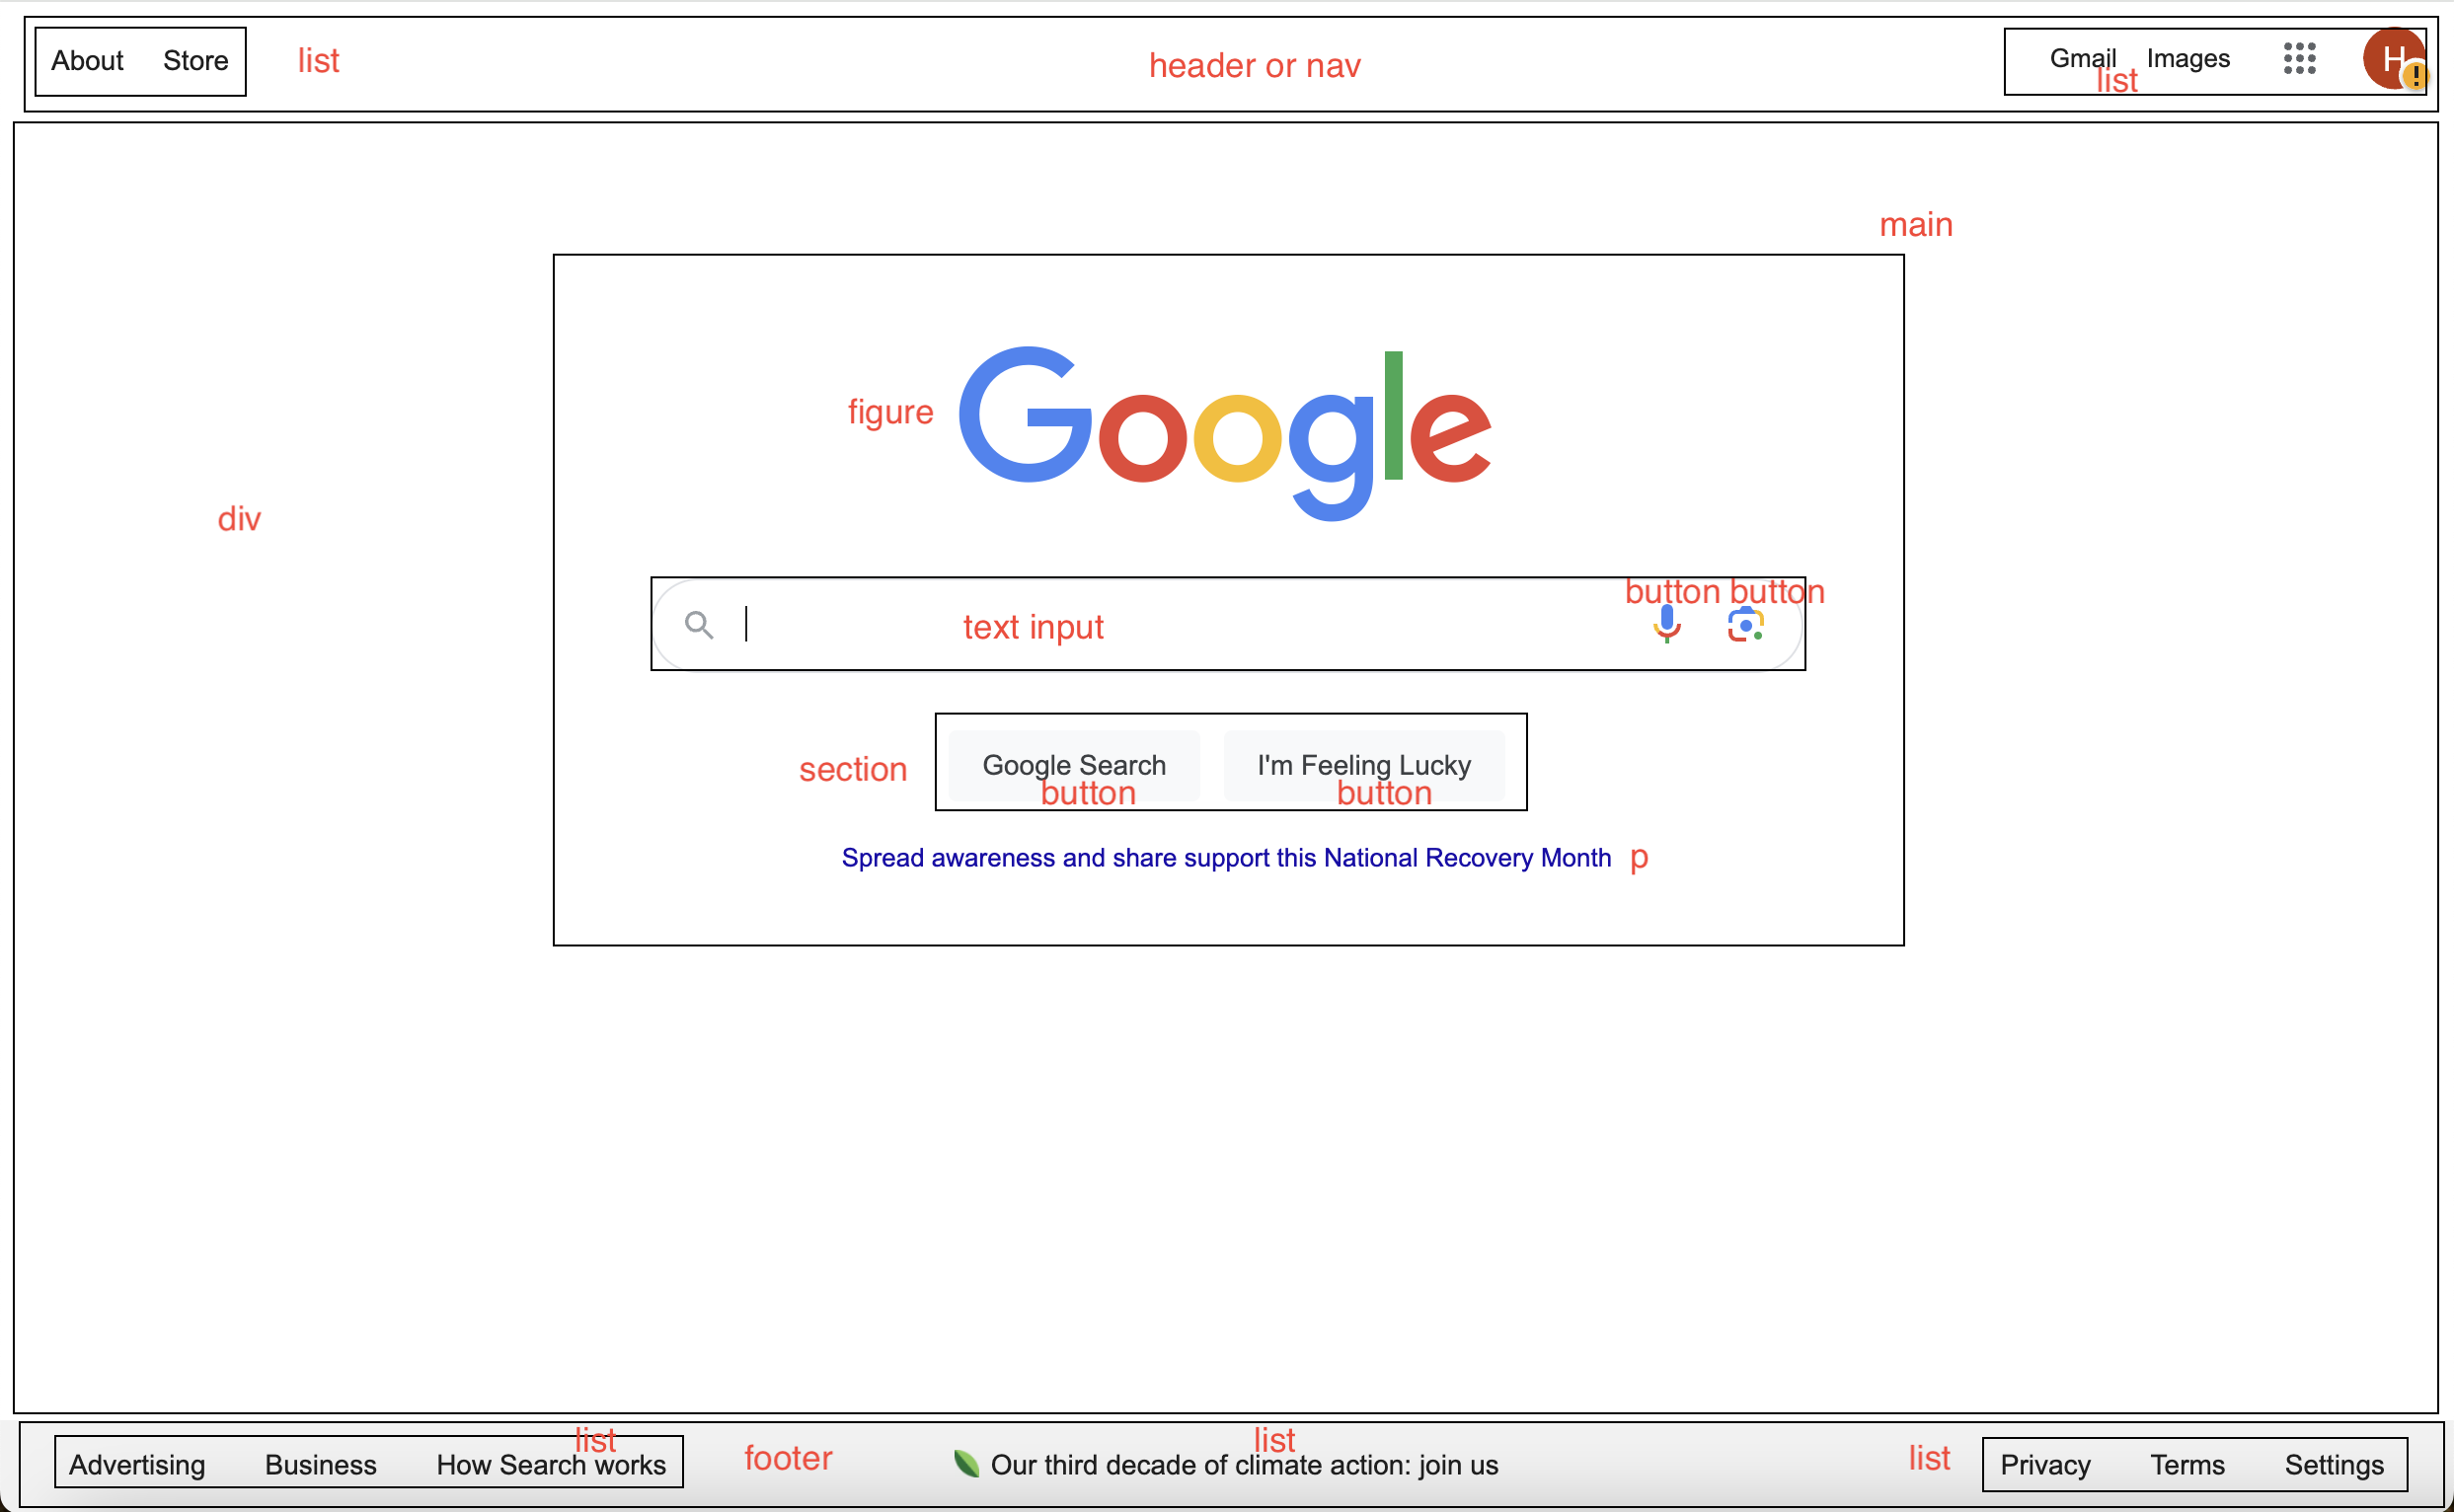 About Store list header or nav Gmail Images H
list
main
Google
figure
div
button button
text input
Google Search I'm Feeling Lucky
section
button button
Spread awareness and share support this National Recovery Month p
list list
Advertising Business How Search works footer Our third decade of climate action: join us list Privacy Terms Settings